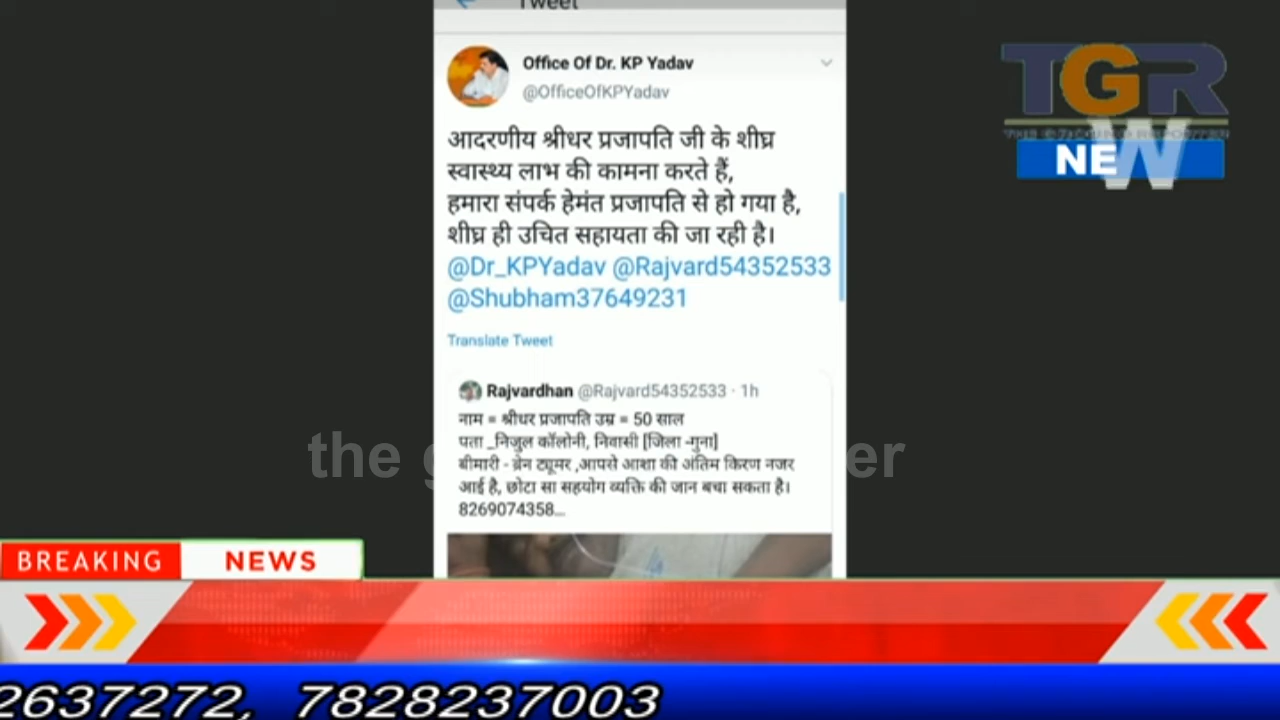 Tweet
Office Of Dr. KP Yadav
@OfficeOfKPYadav
आदरणीय श्रीधर प्रजापति जी के शीघ्र
स्वास्थ्य लाभ की कामना करते हैं,
हमारा संपर्क हेमंत प्रजापति से हो गया है,
शीघ्र ही उचित सहायता की जा रही है।
@Dr_KPYadav @Rajvard54352533
@Shubham37649231
Translate Tweet
Rajvardhan @Rajvard54352533 · 1h
नाम = श्रीधर प्रजापति उम्र = 50 साल
पता _निजुल कॉलोनी, निवासी [जिला -गुना]
बीमारी - ब्रेन ट्यूमर ,आपसे आशा की अंतिम किरण नजर
आई है, छोटा सा सहयोग व्यक्ति की जान बचा सकता है।
8269074358...
TGR
NEW
the
BREAKING NEWS
2637272, 7828237003